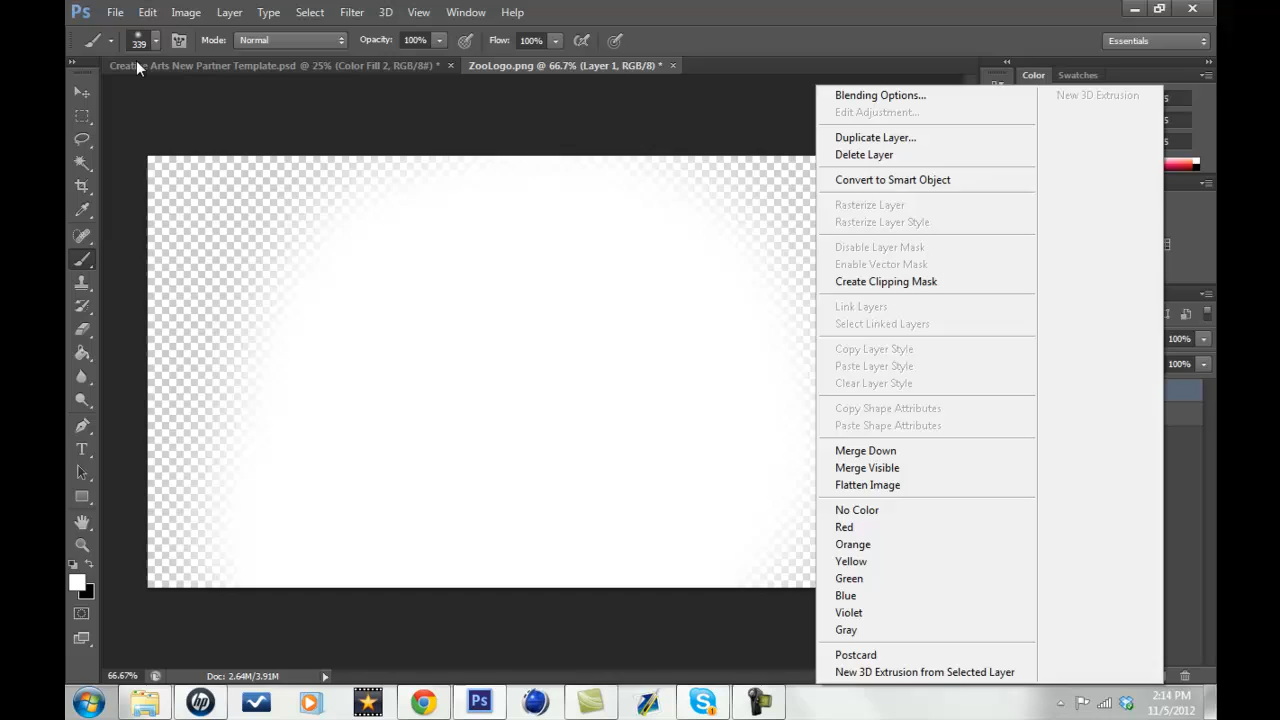 Ps File Edit Image Layer Type Select Filter 3D View Window Help
339 Mode: Normal Opacity: 100% Flow: 100% Essentials
Creative Arts New Partner Template.psd @ 25% (Color Fill 2, RGB/8#) * × ZooLogo.png @ 66.7% (Layer 1, RGB/8) * ×
Color Swatches
Blending Options...
New 3D Extrusion
Edit Adjustment...
Duplicate Layer...
Delete Layer
Convert to Smart Object
Rasterize Layer
Rasterize Layer Style
Disable Layer Mask
Enable Vector Mask
Create Clipping Mask
Link Layers
Select Linked Layers
100%
Copy Layer Style
Paste Layer Style
100%
Clear Layer Style
Copy Shape Attributes
Paste Shape Attributes
Merge Down
Merge Visible
Flatten Image
No Color
Red
Orange
Yellow
Green
Blue
Violet
Gray
Postcard
New 3D Extrusion from Selected Layer
66.67% Doc: 2.64M/3.91M
hp Ps
2:14 PM
11/5/2012